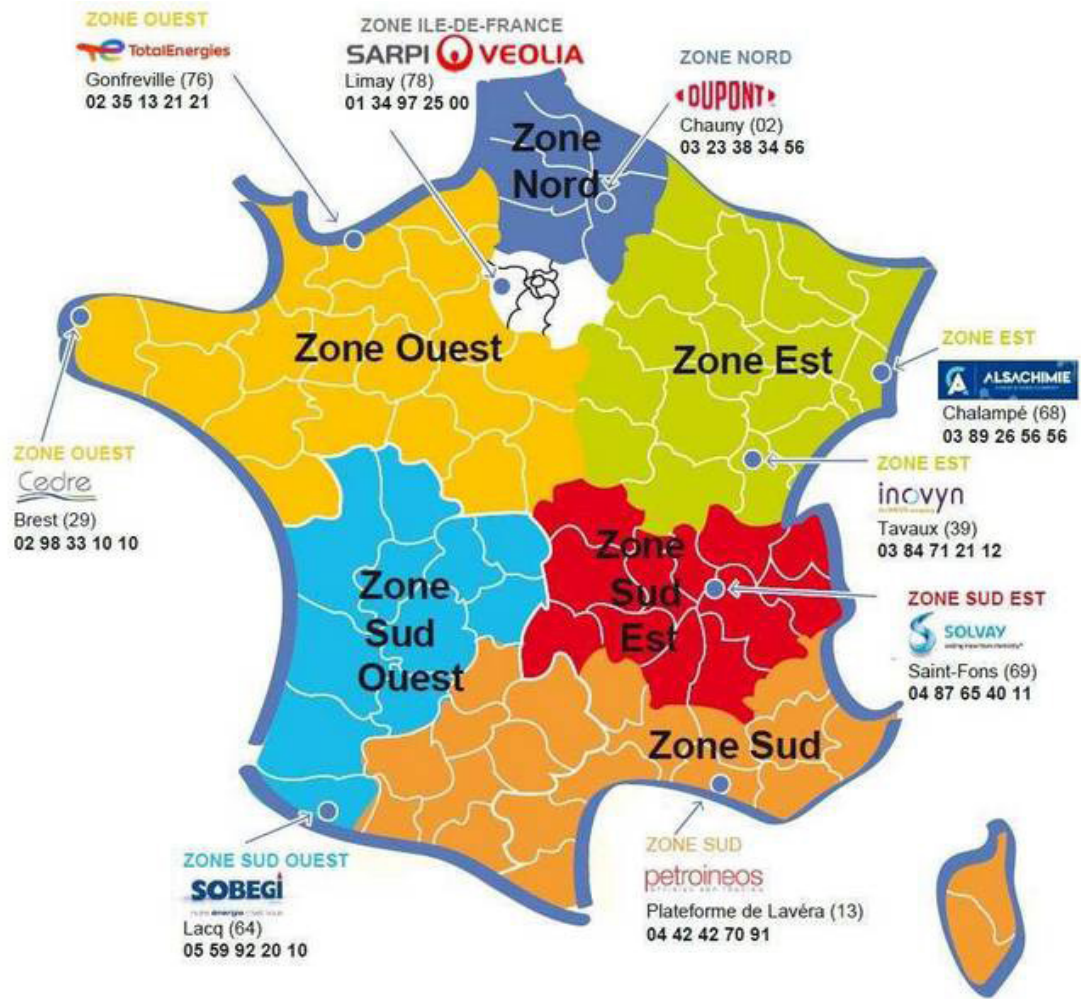 ZONE OUEST
TotalEnergies
Gonfreville (76)
02 35 13 21 21
ZONE ILE-DE-FRANCE
SARPI VEOLIA
Limay (78)
01 34 97 25 00
ZONE NORD
DUPONT
Chauny (02)
03 23 38 34 56
Zone
Nord
Zone Ouest
Zone Est
ZONE EST
ALSACHIMIE
Chalampé (68)
03 89 26 56 56
ZONE OUEST
Cedre
Brest (29)
02 98 33 10 10
ZONE EST
inovyn
Tavaux (39)
03 84 71 21 12
Zone
Sud
Ouest
Zone
Sud
Est
ZONE SUD EST
SOLVAY
Saint-Fons (69)
04 87 65 40 11
Zone Sud
ZONE SUD OUEST
SOBEGI
Lacq (64)
05 59 92 20 10
ZONE SUD
petroineos
Plateforme de Lavéra (13)
04 42 42 70 91